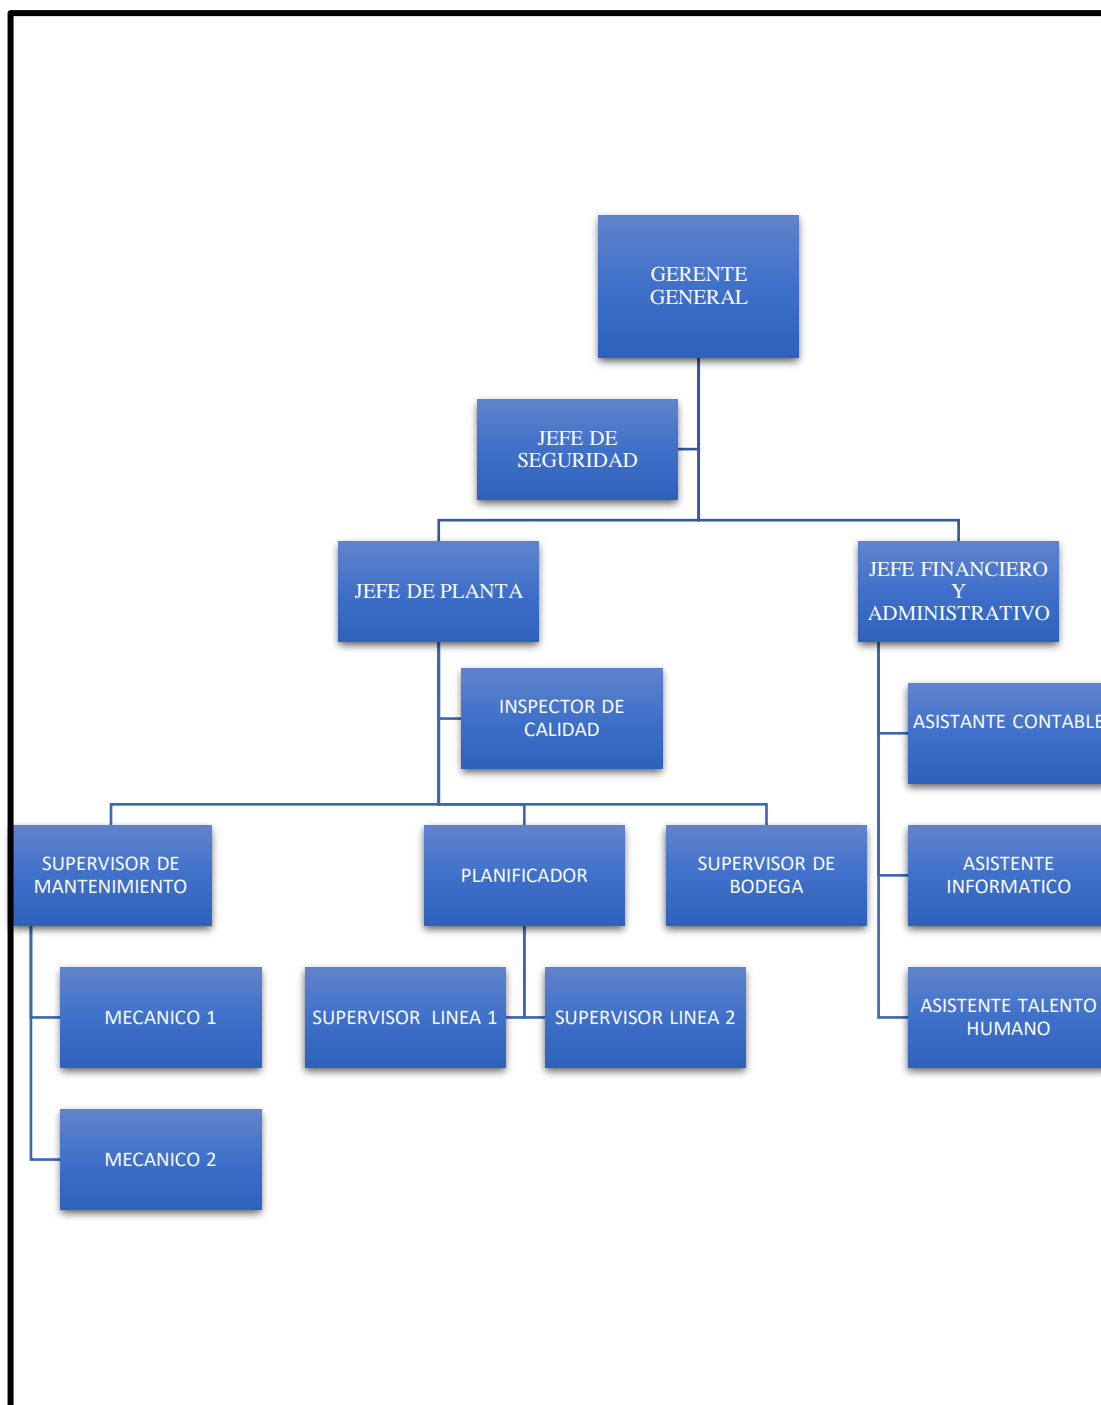 GERENTE
GENERAL
JEFE DE
SEGURIDAD
JEFE DE PLANTA
JEFE FINANCIERO
Y
ADMINISTRATIVO
INSPECTOR DE
CALIDAD
ASISTANTE CONTABLE
SUPERVISOR DE
MANTENIMIENTO
PLANIFICADOR
SUPERVISOR DE
BODEGA
ASISTENTE
INFORMATICO
MECANICO 1
SUPERVISOR LINEA 1
SUPERVISOR LINEA 2
ASISTENTE TALENTO
HUMANO
MECANICO 2